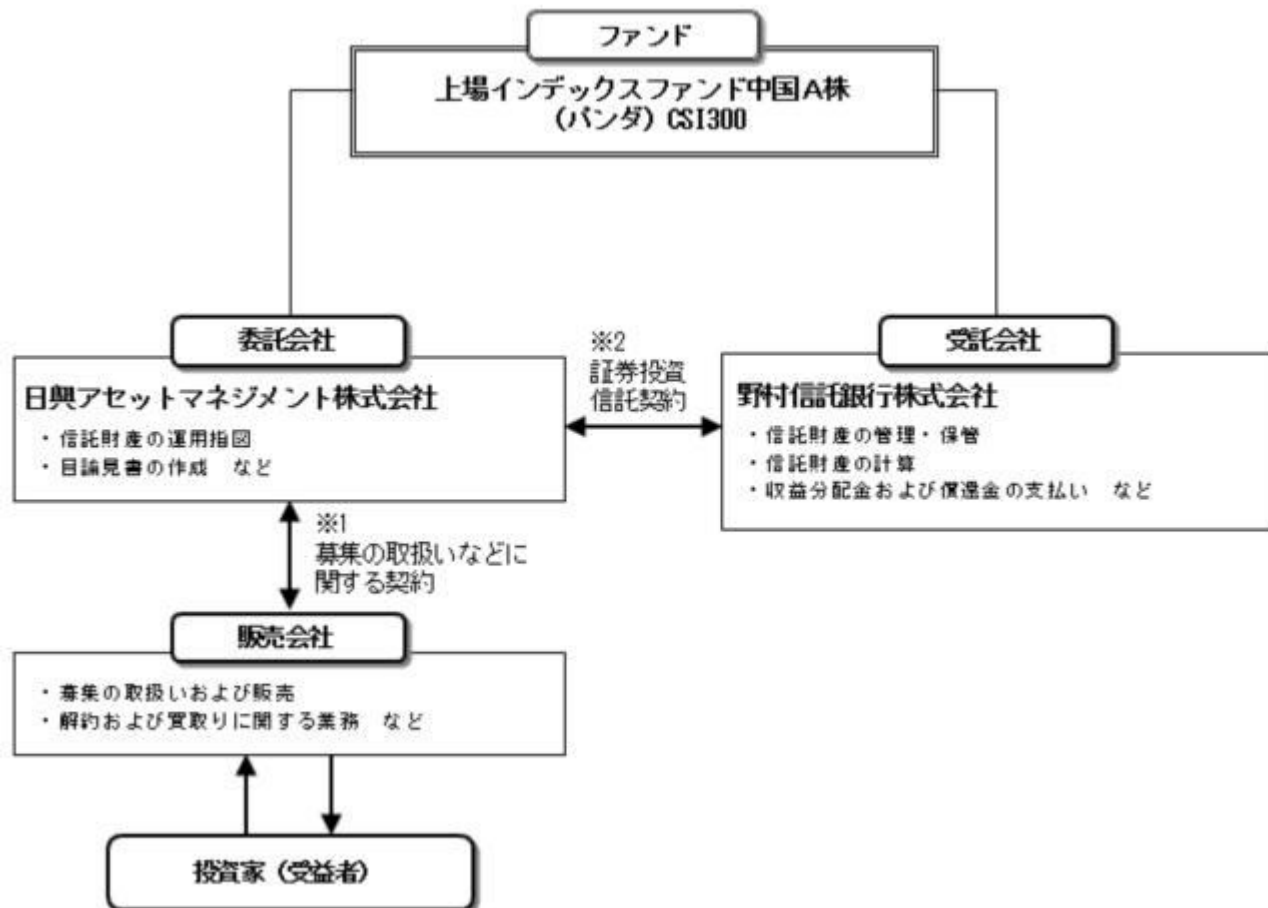 ファンド
上場インデックスファンド中国A株
(パンダ) CSI300
委託会社
日興アセットマネジメント株式会社
・信託財産の運用指図
・目論見書の作成 など
※2
証券投資
信託契約
受託会社
野村信託銀行株式会社
・信託財産の管理・保管
・信託財産の計算
・収益分配金および償還金の支払い など
※1
募集の取扱いなどに
関する契約
販売会社
・募集の取扱いおよび販売
・解約および買取りに関する業務 など
投資家(受益者)